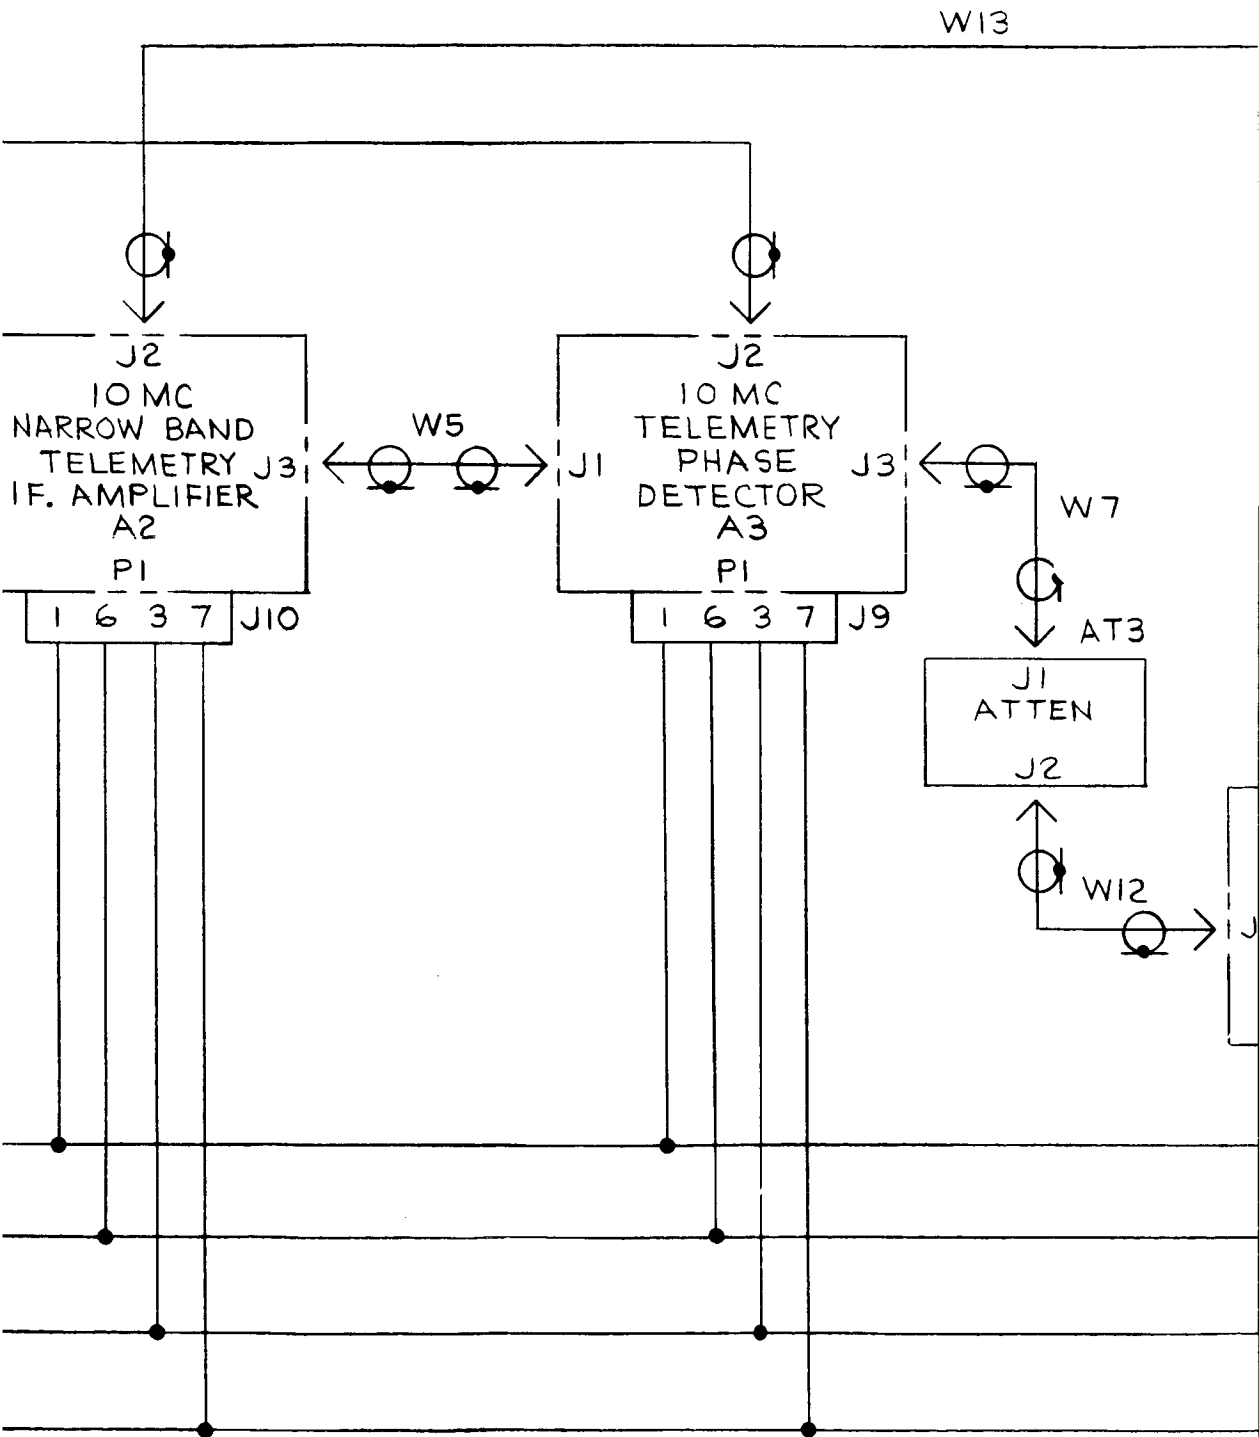 W13
J2
10 MC
NARROW BAND
TELEMETRY
I.F. AMPLIFIER
A2
P1
J3
1 6 3 7
J10
W5
J2
10 MC
TELEMETRY
PHASE
DETECTOR
A3
P1
J1
J3
1 6 3 7
J9
W7
AT3
J1
ATTEN
J2
W12
J